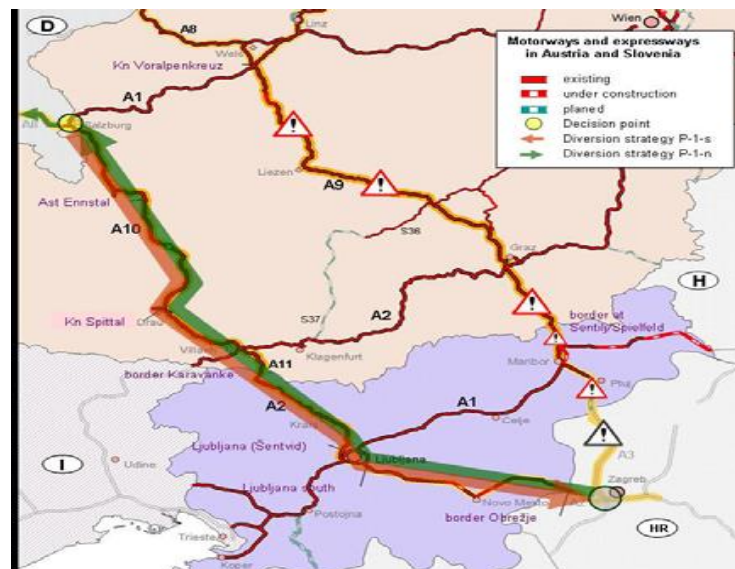 D
A8
Linz
Wien
Wels
Kn Voralpenkreuz
Motorways and expressways
in Austria and Slovenia
existing
under construction
planed
Decision point
Diversion strategy P-1-s
Diversion strategy P-1-n
A1
A8
Salzburg
Liezen
A9
Ast Ennstal
A10
S36
Graz
H
Kn Spittal
Drau
S37
A2
border at
Sentilj/Spielfeld
Villach
A11
Klagenfurt
border Karavanke
Maribor
Ptuj
A2
A1
Kranj
Celje
Ljubljana (Šentvid)
Ljubljana
I
Udine
A3
Zagreb
Ljubljana south
Novo Mesto
border Obrežje
Postojna
HR
Trieste
Koper